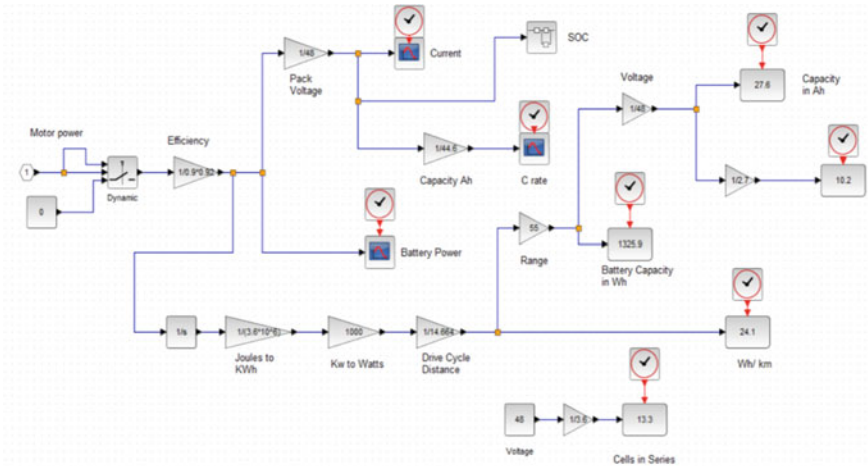 Motor power
1
0
Dynamic
Efficiency
1/0.9*0.92
1/48
Pack
Voltage
Current
SOC
1/44.6
Capacity Ah
C rate
Battery Power
Voltage
1/48
27.6
Capacity
in Ah
1/2.7
10.2
55
Range
1325.9
Battery Capacity
in Wh
1/s
1/(3.6*10^6)
Joules to
KWh
1000
Kw to Watts
1/14.664
Drive Cycle
Distance
24.1
Wh/ km
48
Voltage
1/3.6
13.3
Cells in Series